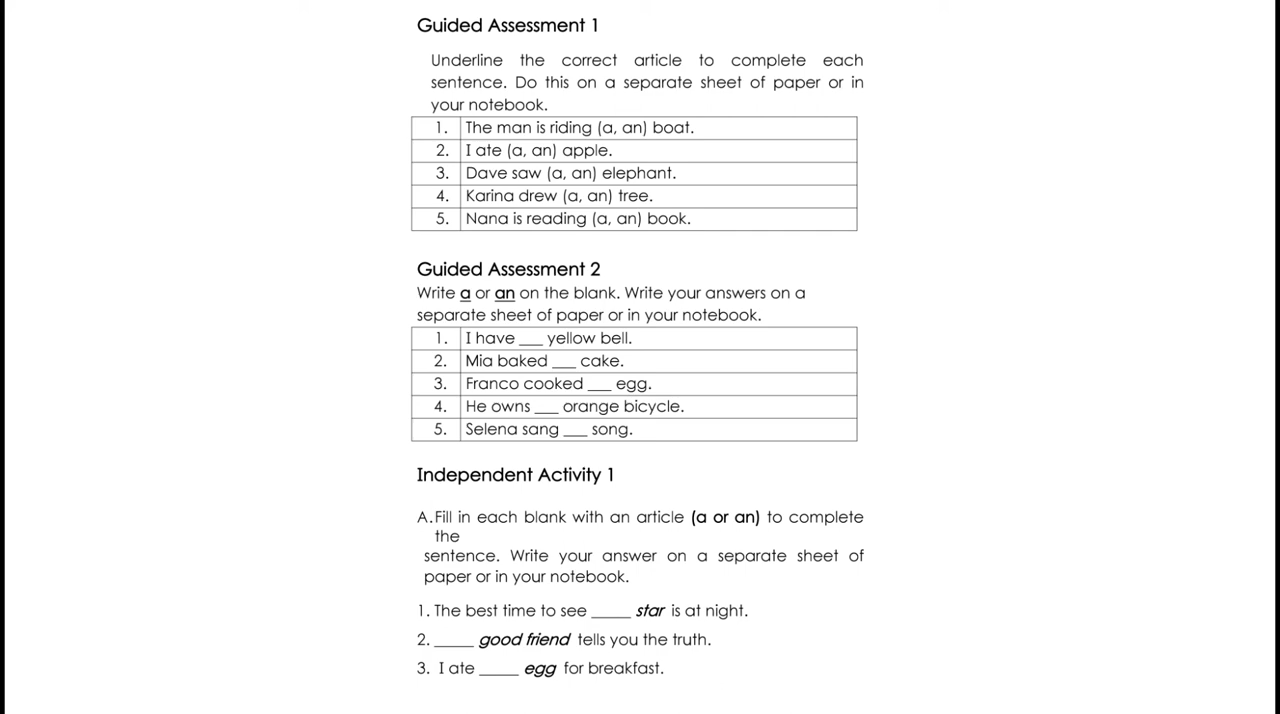 Guided Assessment 1
Underline the correct article to complete each
sentence. Do this on a separate sheet of paper or in
your notebook.
1. The man is riding (a, an) boat.
2. I ate (a, an) apple.
3. Dave saw (a, an) elephant.
4. Karina drew (a, an) tree.
5. Nana is reading (a, an) book.
Guided Assessment 2
Write a or an on the blank. Write your answers on a
separate sheet of paper or in your notebook.
1. I have ___ yellow bell.
2. Mia baked ___ cake.
3. Franco cooked ___ egg.
4. He owns ___ orange bicycle.
5. Selena sang ___ song.
Independent Activity 1
A. Fill in each blank with an article (a or an) to complete
the
sentence. Write your answer on a separate sheet of
paper or in your notebook.
1. The best time to see _____ star is at night.
2. _____ good friend tells you the truth.
3. I ate _____ egg for breakfast.